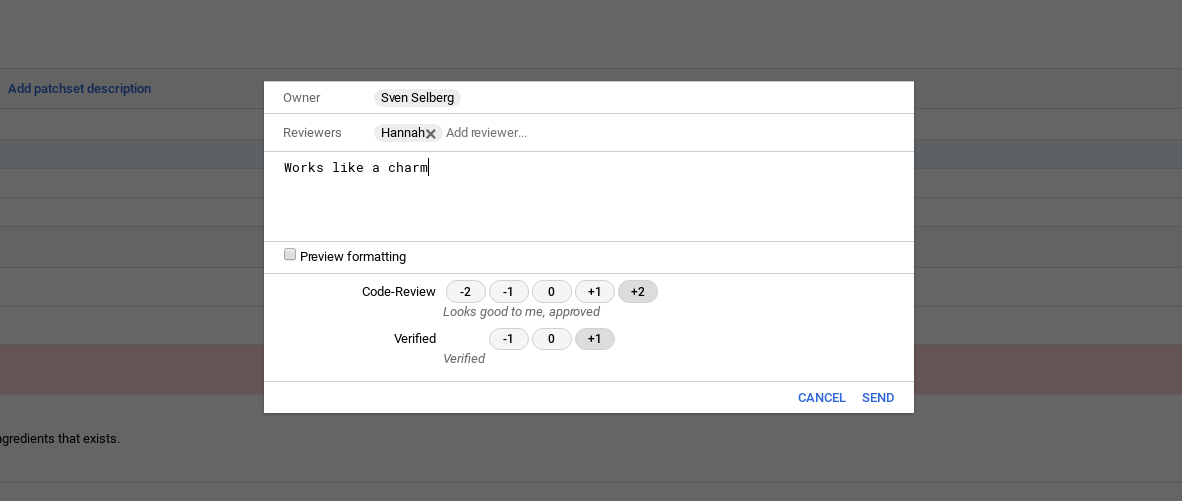 Add patchset description
Owner Sven Selberg
Reviewers Hannah Add reviewer...
Works like a charm
Preview formatting
Code-Review -2 -1 0 +1 +2
Looks good to me, approved
Verified -1 0 +1
Verified
CANCEL SEND
ngredients that exists.